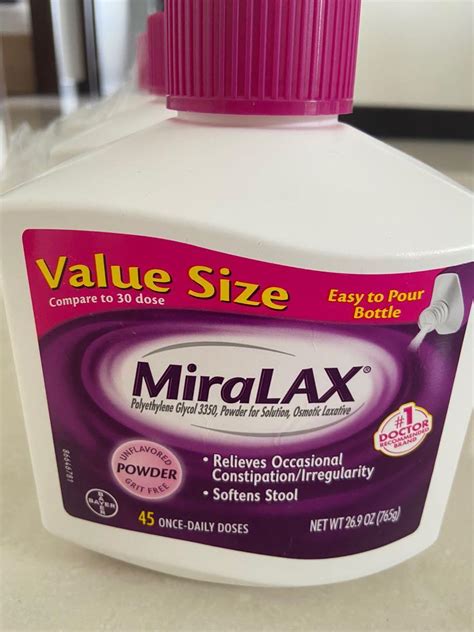 Value Size
Compare to 30 dose
Easy to Pour
Bottle
MiraLAX®
Polyethylene Glycol 3350, Powder for Solution, Osmotic Laxative
#1
DOCTOR
RECOMMENDED
BRAND
UNFLAVORED
POWDER
GRIT FREE
• Relieves Occasional
Constipation/Irregularity
• Softens Stool
BAYER
BAYER
45 ONCE-DAILY DOSES
NET WT 26.9 OZ (765g)